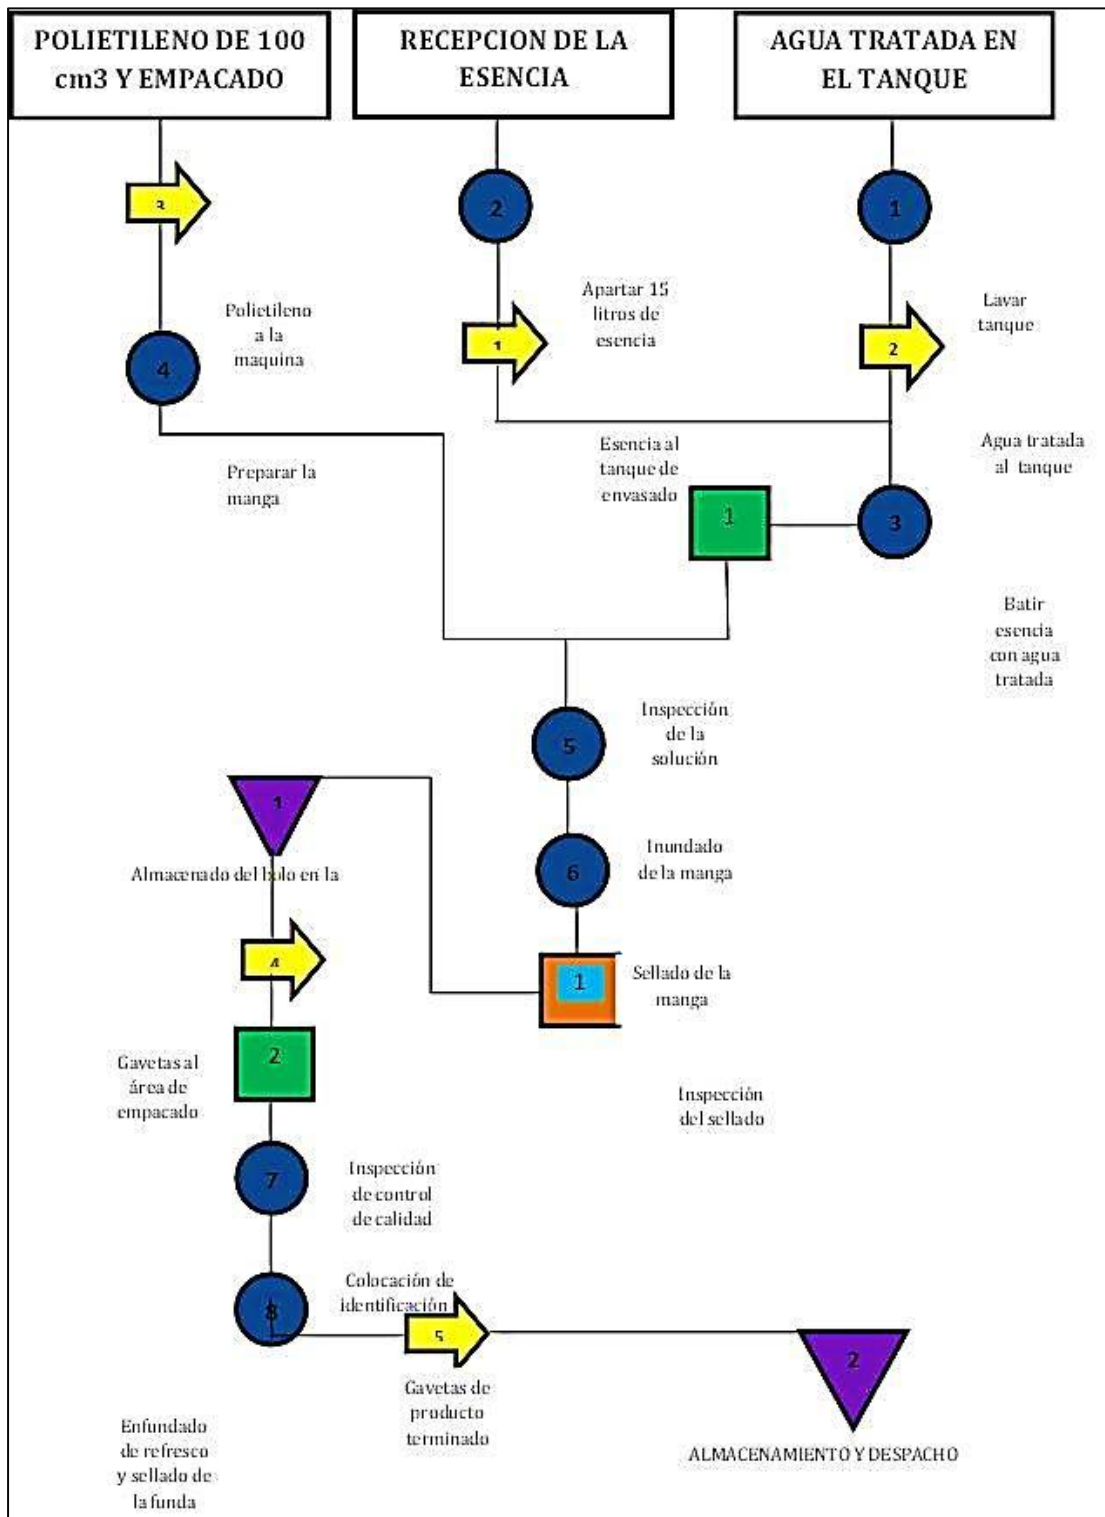 POLIETILENO DE 100
cm3 Y EMPACADO
RECEPCION DE LA
ESENCIA
AGUA TRATADA EN
EL TANQUE
3
2
1
Polietileno
a la
maquina
Apartar 15
litros de
esencia
Lavar
tanque
1
2
4
Preparar la
manga
Esencia al
tanque de
envasado
Agua tratada
al tanque
1
3
Batir
esencia
con agua
tratada
5
Inspección
de la
solución
1
6
Inundado
de la manga
Almacenado del bolo en la
4
1
Sellado de la
manga
2
Gavetas al
área de
empacado
Inspección
del sellado
7
Inspección
de control
de calidad
8
Colocación de
identificación
5
2
Gavetas de
producto
terminado
Enfundado
de refresco
y sellado de
la funda
ALMACENAMIENTO Y DESPACHO